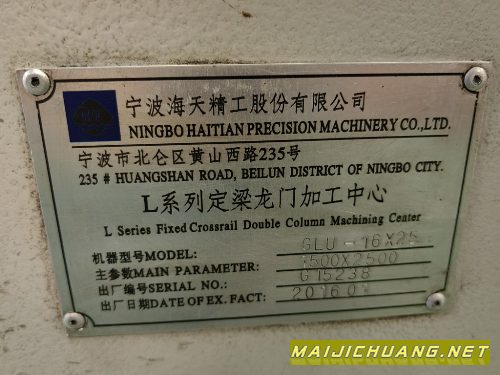 宁波海天精工股份有限公司
NINGBO HAITIAN PRECISION MACHINERY CO.,LTD.
宁波市北仑区黄山西路235号
235 # HUANGSHAN ROAD, BEILUN DISTRICT OF NINGBO CITY.
L系列定梁龙门加工中心
L Series Fixed Crossrail Double Column Machining Center
机器型号MODEL: GLU-16X25
主参数MAIN PARAMETER: 1500X2500
出厂编号SERIAL NO.: G15238
出厂日期DATE OF EX. FACT: 2016.01
MAIJICHUANG.NET